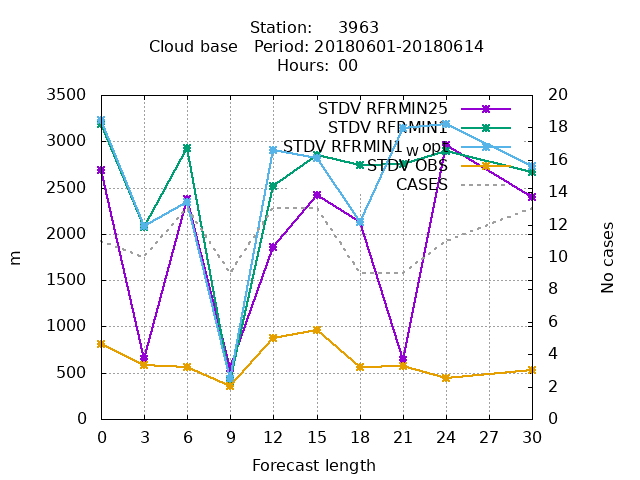 Station: 3963
Cloud base Period: 20180601-20180614
Hours: 00
3500
3000
2500
2000
1500
1000
500
0
m
20
18
16
14
12
10
8
6
4
2
0
No cases
STDV RFRMIN25
STDV RFRMIN1
STDV RFRMIN1_W op1
STDV OBS
CASES
0 3 6 9 12 15 18 21 24 27 30
Forecast length